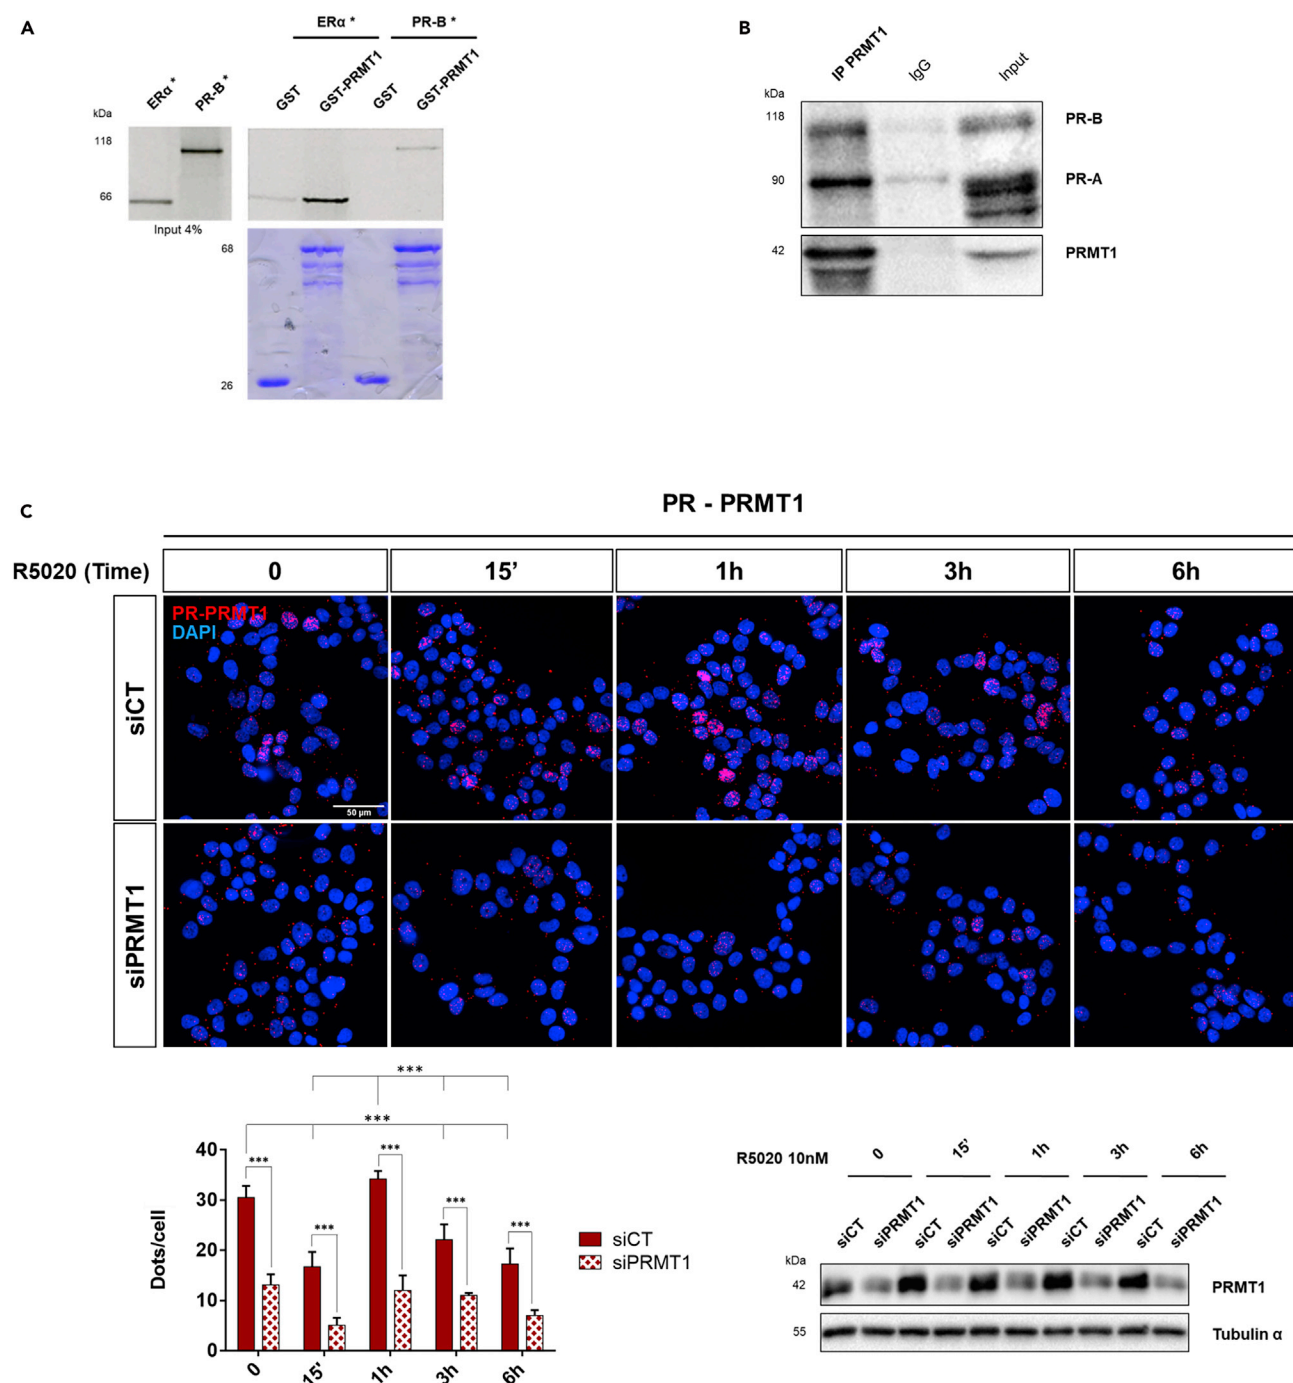 A
ERα *
PR-B *
ERα *
PR-B *
GST
GST-PRMT1
GST
GST-PRMT1
kDa
118
66
Input 4%
68
26
B
IP PRMT1
IgG
Input
kDa
118
PR-B
90
PR-A
42
PRMT1
C
PR - PRMT1
R5020 (Time)
0
15'
1h
3h
6h
siCT
PR-PRMT1
DAPI
50 µm
siPRMT1
***
***
***
***
***
***
***
Dots/cell
40
30
20
10
0
0
15'
1h
3h
6h
siCT
siPRMT1
R5020 10nM
0
15'
1h
3h
6h
siCT
siPRMT1
siCT
siPRMT1
siCT
siPRMT1
siCT
siPRMT1
siCT
siPRMT1
kDa
42
PRMT1
55
Tubulin α